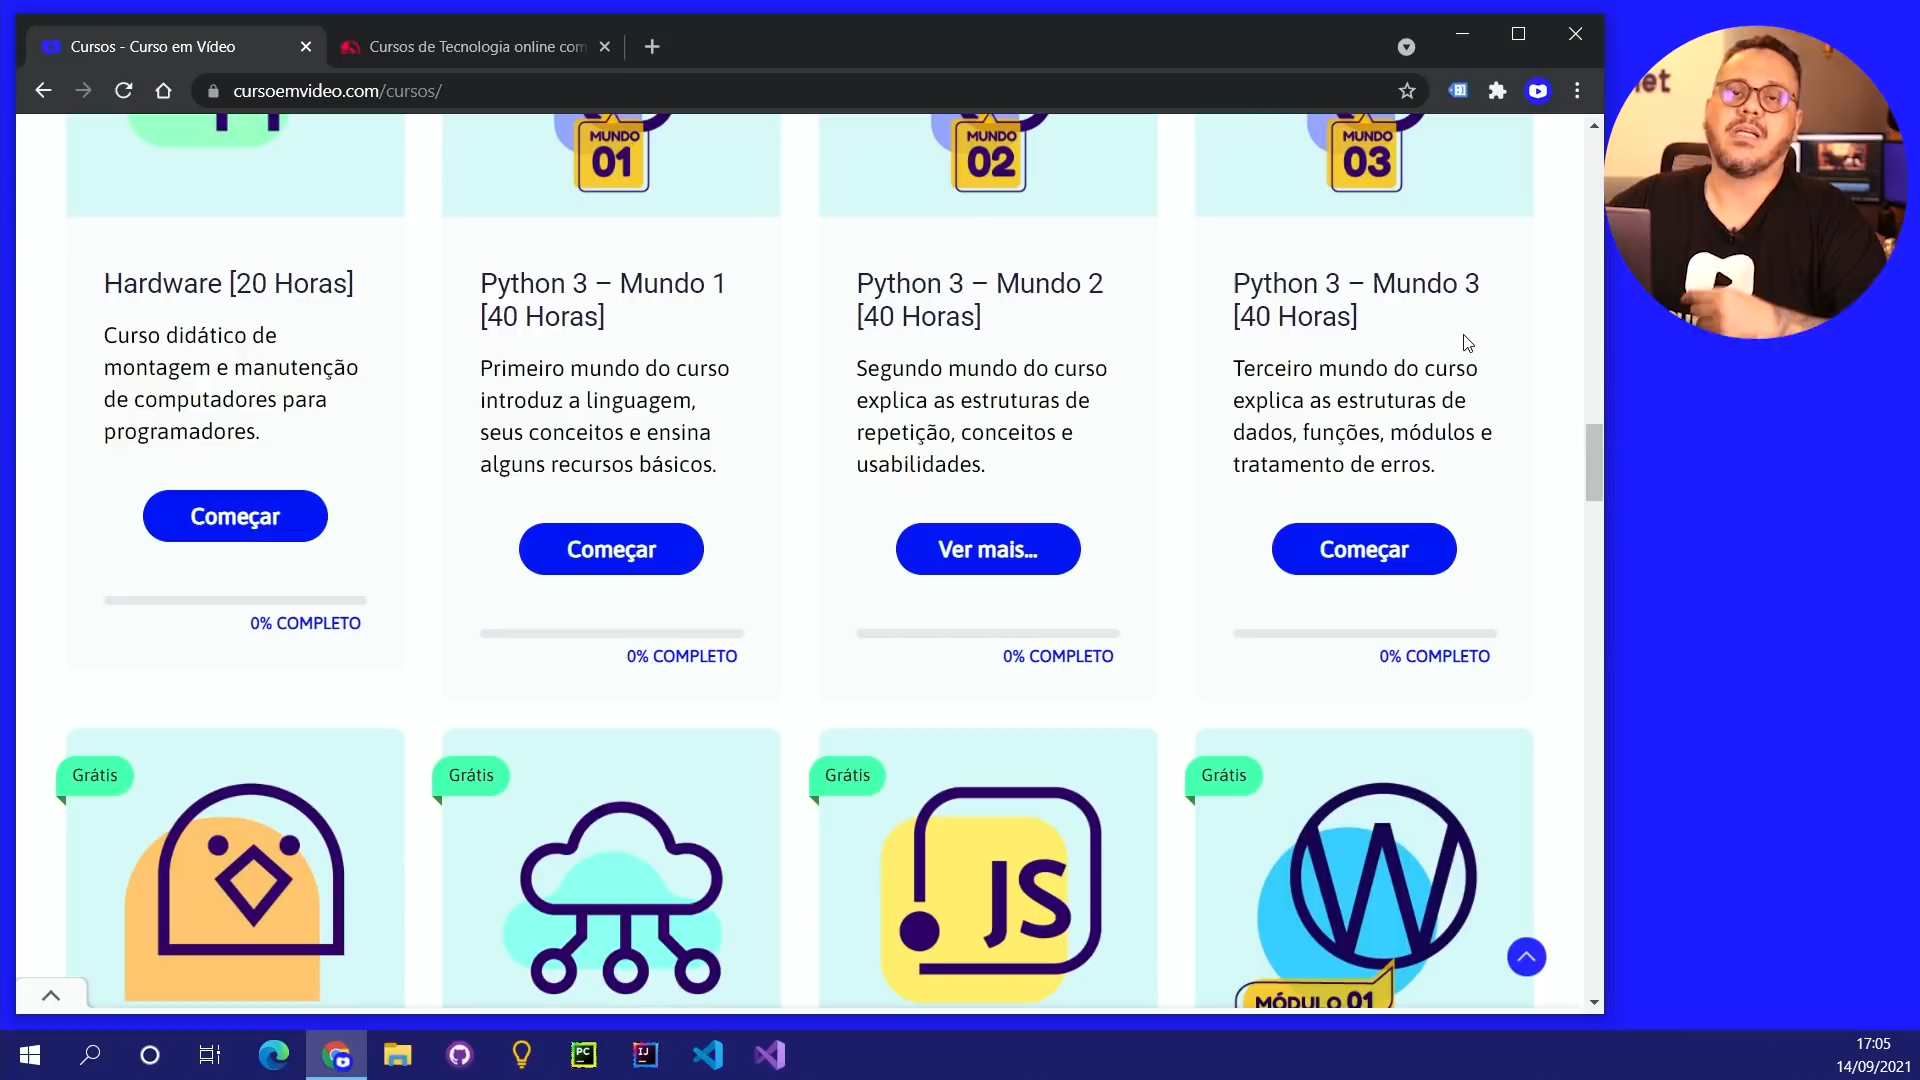 Cursos - Curso em Vídeo
Cursos de Tecnologia online com
cursoemvideo.com/cursos/
MUNDO
01
MUNDO
02
MUNDO
03
Hardware [20 Horas]
Curso didático de
montagem e manutenção
de computadores para
programadores.
Começar
0% COMPLETO
Python 3 – Mundo 1
[40 Horas]
Primeiro mundo do curso
introduz a linguagem,
seus conceitos e ensina
alguns recursos básicos.
Começar
0% COMPLETO
Python 3 – Mundo 2
[40 Horas]
Segundo mundo do curso
explica as estruturas de
repetição, conceitos e
usabilidades.
Ver mais...
0% COMPLETO
Python 3 – Mundo 3
[40 Horas]
Terceiro mundo do curso
explica as estruturas de
dados, funções, módulos e
tratamento de erros.
Começar
0% COMPLETO
Grátis
Grátis
Grátis
JS
Grátis
W
MÓDULO 01
PC
IJ
17:05
14/09/2021